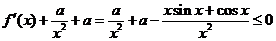 f′(x)+a/x²+a=a/x²+a-(x sin x+cos x)/x²≤0